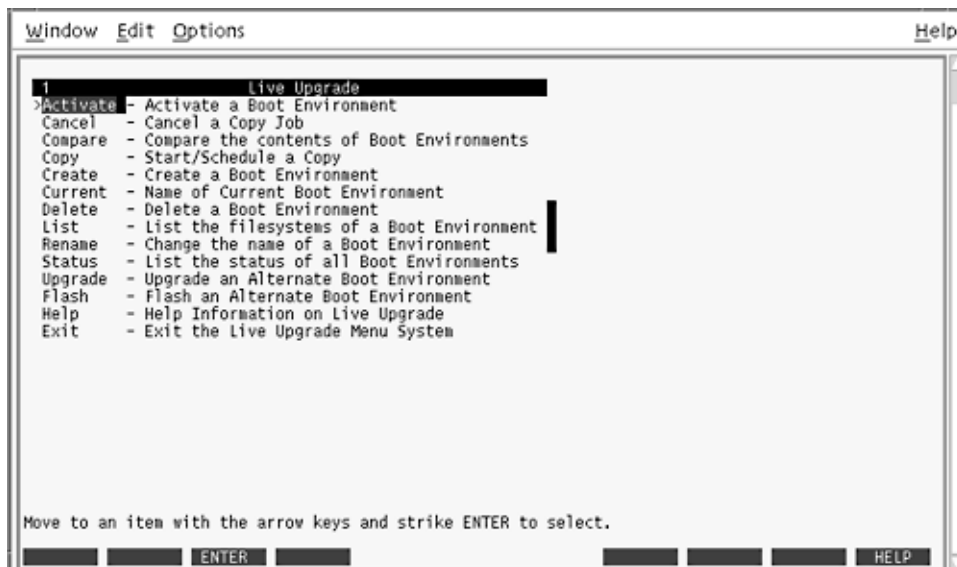 Window Edit Options Help
1 Live Upgrade
>Activate - Activate a Boot Environment
Cancel - Cancel a Copy Job
Compare - Compare the contents of Boot Environments
Copy - Start/Schedule a Copy
Create - Create a Boot Environment
Current - Name of Current Boot Environment
Delete - Delete a Boot Environment
List - List the filesystems of a Boot Environment
Rename - Change the name of a Boot Environment
Status - List the status of all Boot Environments
Upgrade - Upgrade an Alternate Boot Environment
Flash - Flash an Alternate Boot Environment
Help - Help Information on Live Upgrade
Exit - Exit the Live Upgrade Menu System
Move to an item with the arrow keys and strike ENTER to select.
ENTER HELP